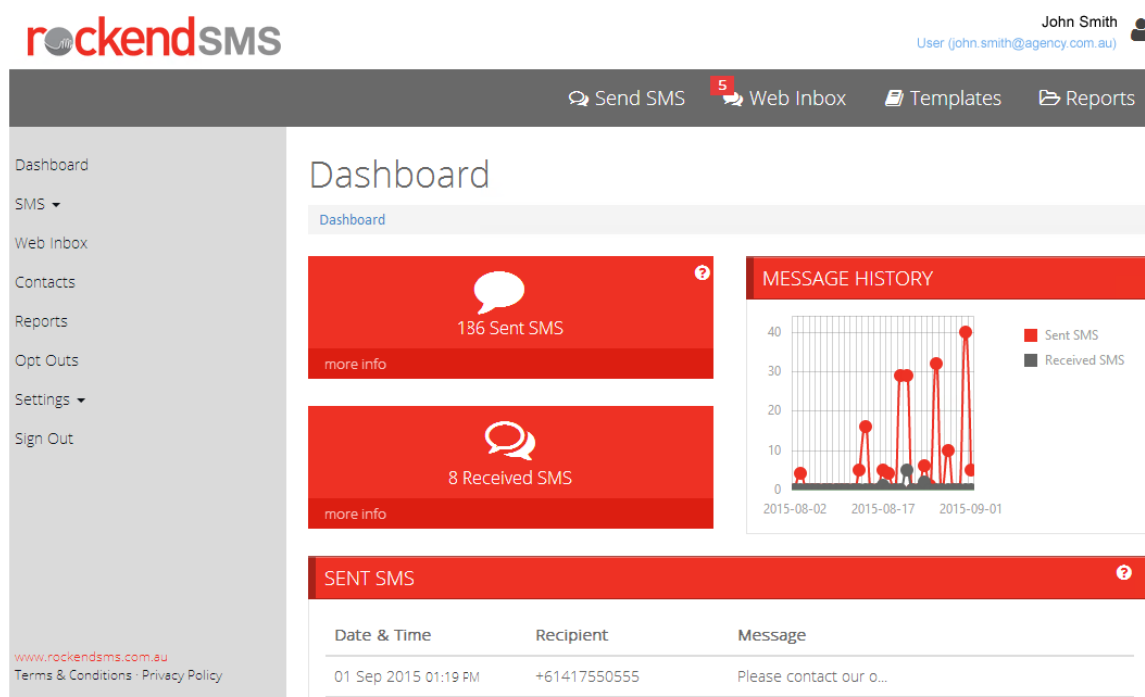 rockendSMS
John Smith
User (john.smith@agency.com.au)
Send SMS
5
Web Inbox
Templates
Reports
Dashboard
SMS
Web Inbox
Contacts
Reports
Opt Outs
Settings
Sign Out
www.rockendsms.com.au
Terms & Conditions · Privacy Policy
Dashboard
Dashboard
?
186 Sent SMS
more info
8 Received SMS
more info
MESSAGE HISTORY
40
30
20
10
0
2015-08-02 2015-08-17 2015-09-01
Sent SMS
Received SMS
SENT SMS ?
Date & Time Recipient Message
01 Sep 2015 01:19 PM +61417550555 Please contact our o...